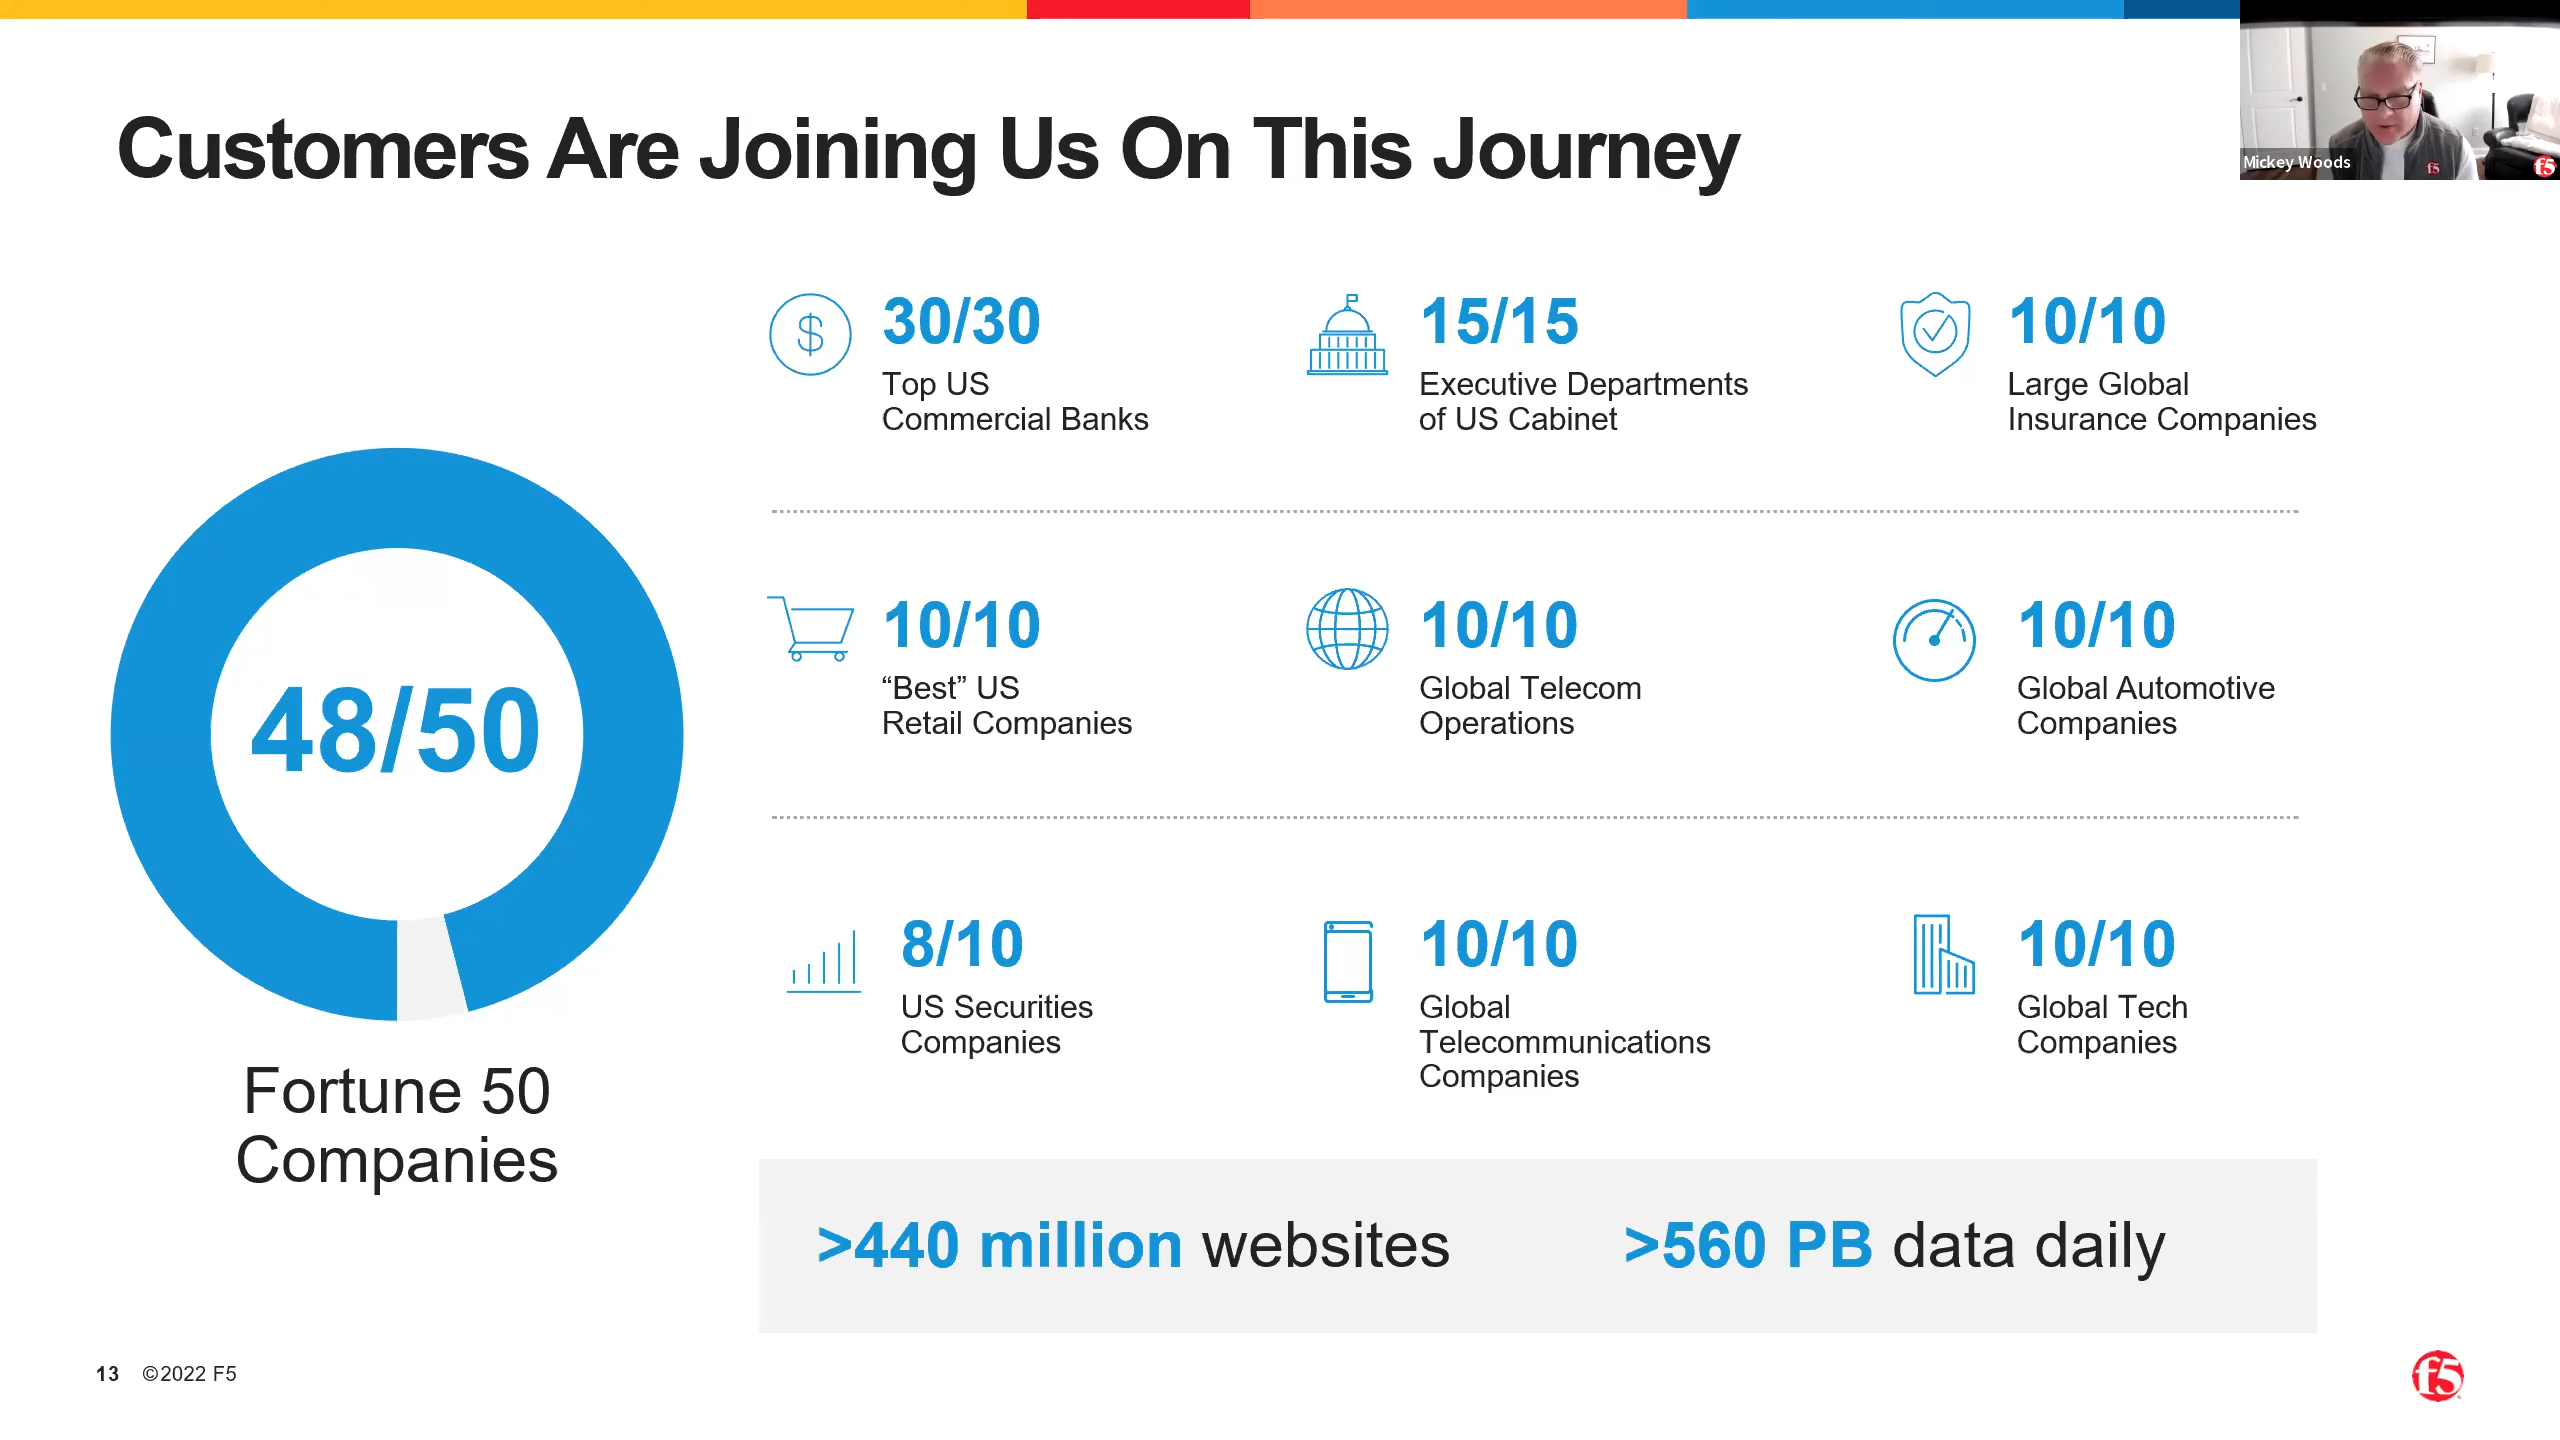 Customers Are Joining Us On This Journey
Mickey Woods
f5
f5
30/30
Top US
Commercial Banks
15/15
Executive Departments
of US Cabinet
10/10
Large Global
Insurance Companies
48/50
Fortune 50
Companies
10/10
“Best” US
Retail Companies
10/10
Global Telecom
Operations
10/10
Global Automotive
Companies
8/10
US Securities
Companies
10/10
Global
Telecommunications
Companies
10/10
Global Tech
Companies
>440 million websites
>560 PB data daily
13 ©2022 F5
f5